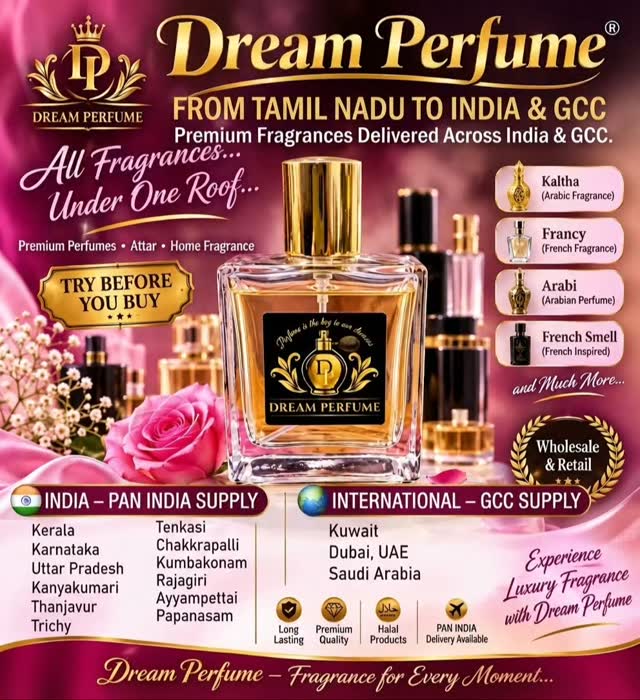 DP
DREAM PERFUME
Dream Perfume®
FROM TAMIL NADU TO INDIA & GCC
Premium Fragrances Delivered Across India & GCC.
All Fragrances...
Under One Roof...
Premium Perfumes • Attar • Home Fragrance
TRY BEFORE
YOU BUY
Kaltha
(Arabic Fragrance)
Francy
(French Fragrance)
Arabi
(Arabian Perfume)
French Smell
(French Inspired)
and Much More...
Perfume is the key to our
DP
DREAM PERFUME
Wholesale
& Retail
INDIA – PAN INDIA SUPPLY
Kerala
Karnataka
Uttar Pradesh
Kanyakumari
Thanjavur
Trichy
Tenkasi
Chakkrapalli
Kumbakonam
Rajagiri
Ayyampettai
Papanasam
INTERNATIONAL – GCC SUPPLY
Kuwait
Dubai, UAE
Saudi Arabia
Long
Lasting
Premium
Quality
حلال
Halal
Products
PAN INDIA
Delivery Available
Experience
Luxury Fragrance
with Dream Perfume
Dream Perfume – Fragrance for Every Moment...